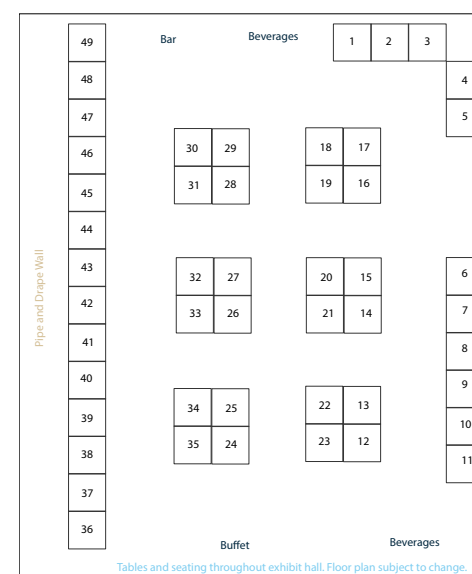 49 Bar Beverages 1 2 3
48 4
47 5
46 30 29 18 17
45 31 28 19 16
44
43 32 27 20 15 6
42 33 26 21 14 7
41 8
40 9
39 34 25 22 13 10
38 35 24 23 12 11
37
36
Pipe and Drape Wall
Buffet Beverages
Tables and seating throughout exhibit hall. Floor plan subject to change.